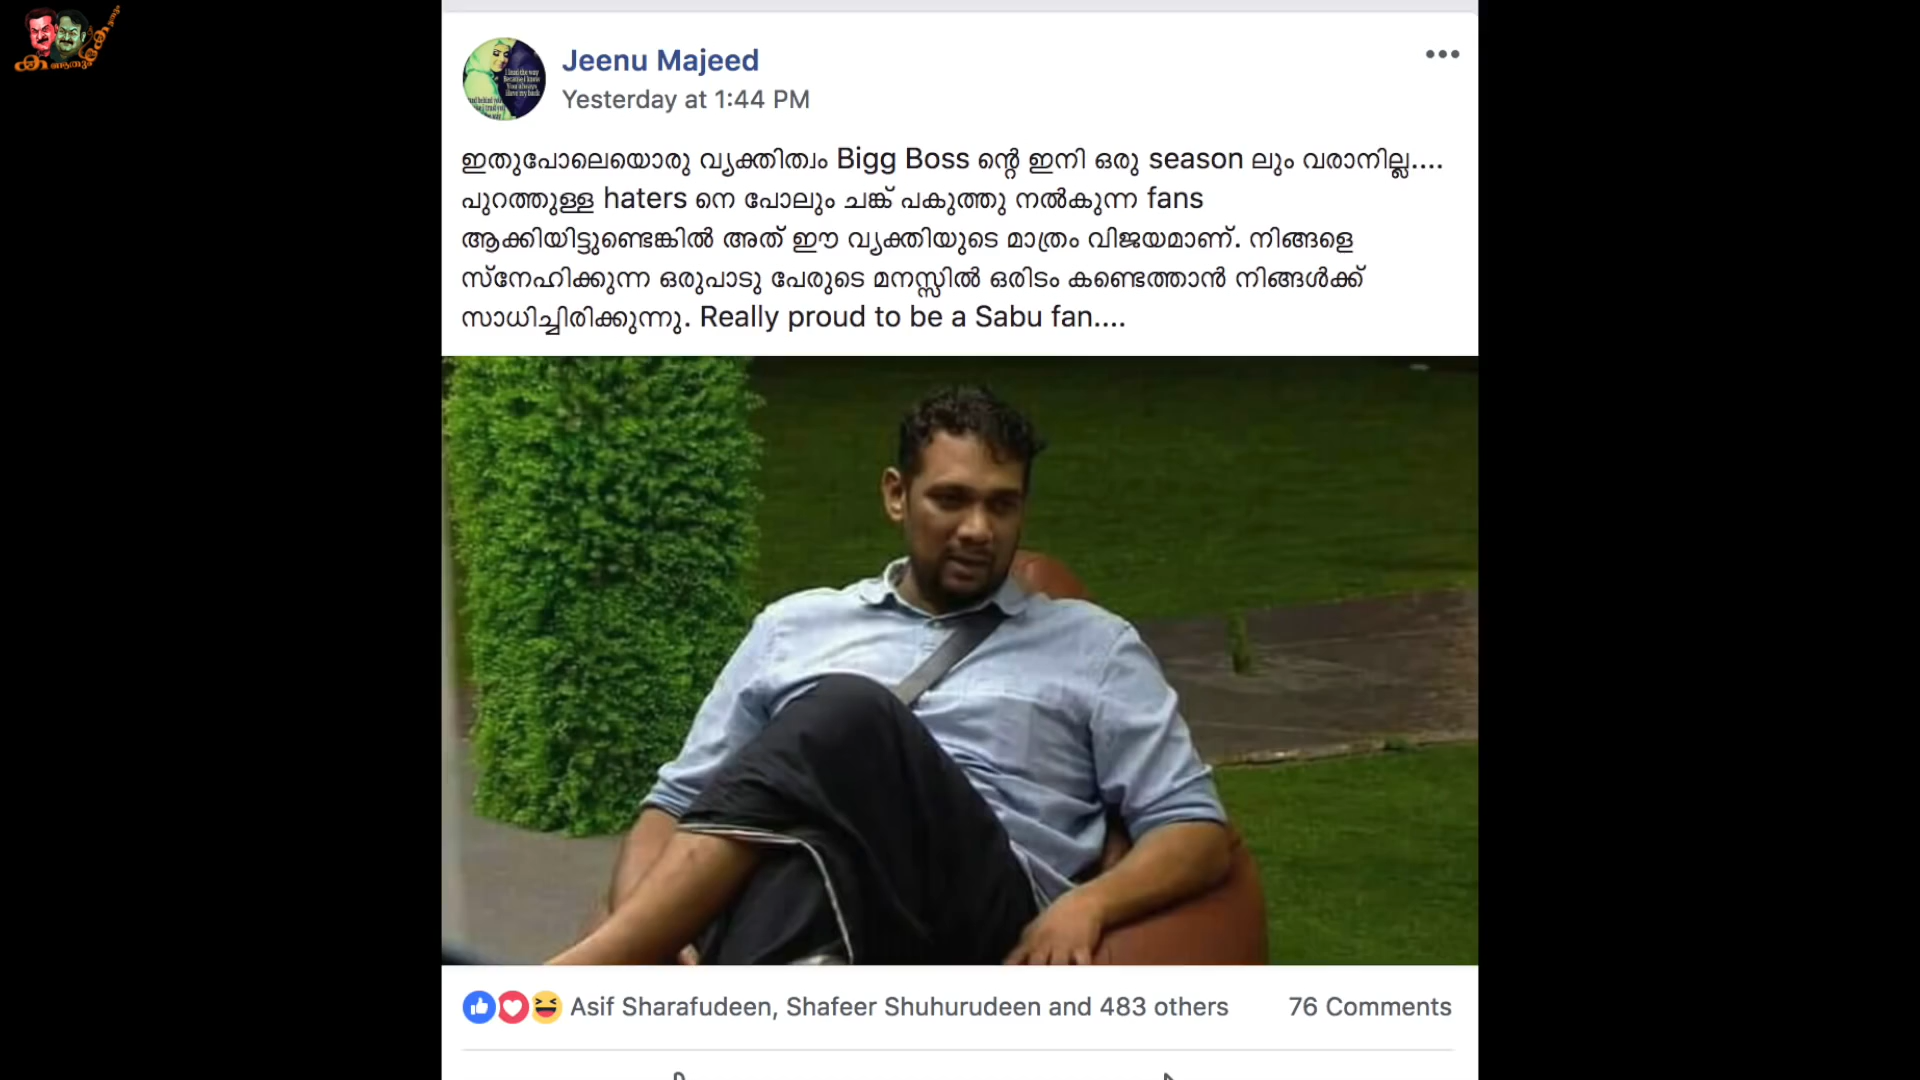 Jeenu Majeed
Yesterday at 1:44 PM
ഇതുപോലെയൊരു വ്യക്തിത്വം Bigg Boss ന്റെ ഇനി ഒരു season ലും വരാനില്ല....
പുറത്തുള്ള haters നെ പോലും ചങ്ക് പകുത്തു നൽകുന്ന fans
ആക്കിയിട്ടുണ്ടെങ്കിൽ അത് ഈ വ്യക്തിയുടെ മാത്രം വിജയമാണ്. നിങ്ങളെ
സ്നേഹിക്കുന്ന ഒരുപാടു പേരുടെ മനസ്സിൽ ഒരിടം കണ്ടെത്താൻ നിങ്ങൾക്ക്
സാധിച്ചിരിക്കുന്നു. Really proud to be a Sabu fan....
Asif Sharafudeen, Shafeer Shuhurudeen and 483 others
76 Comments